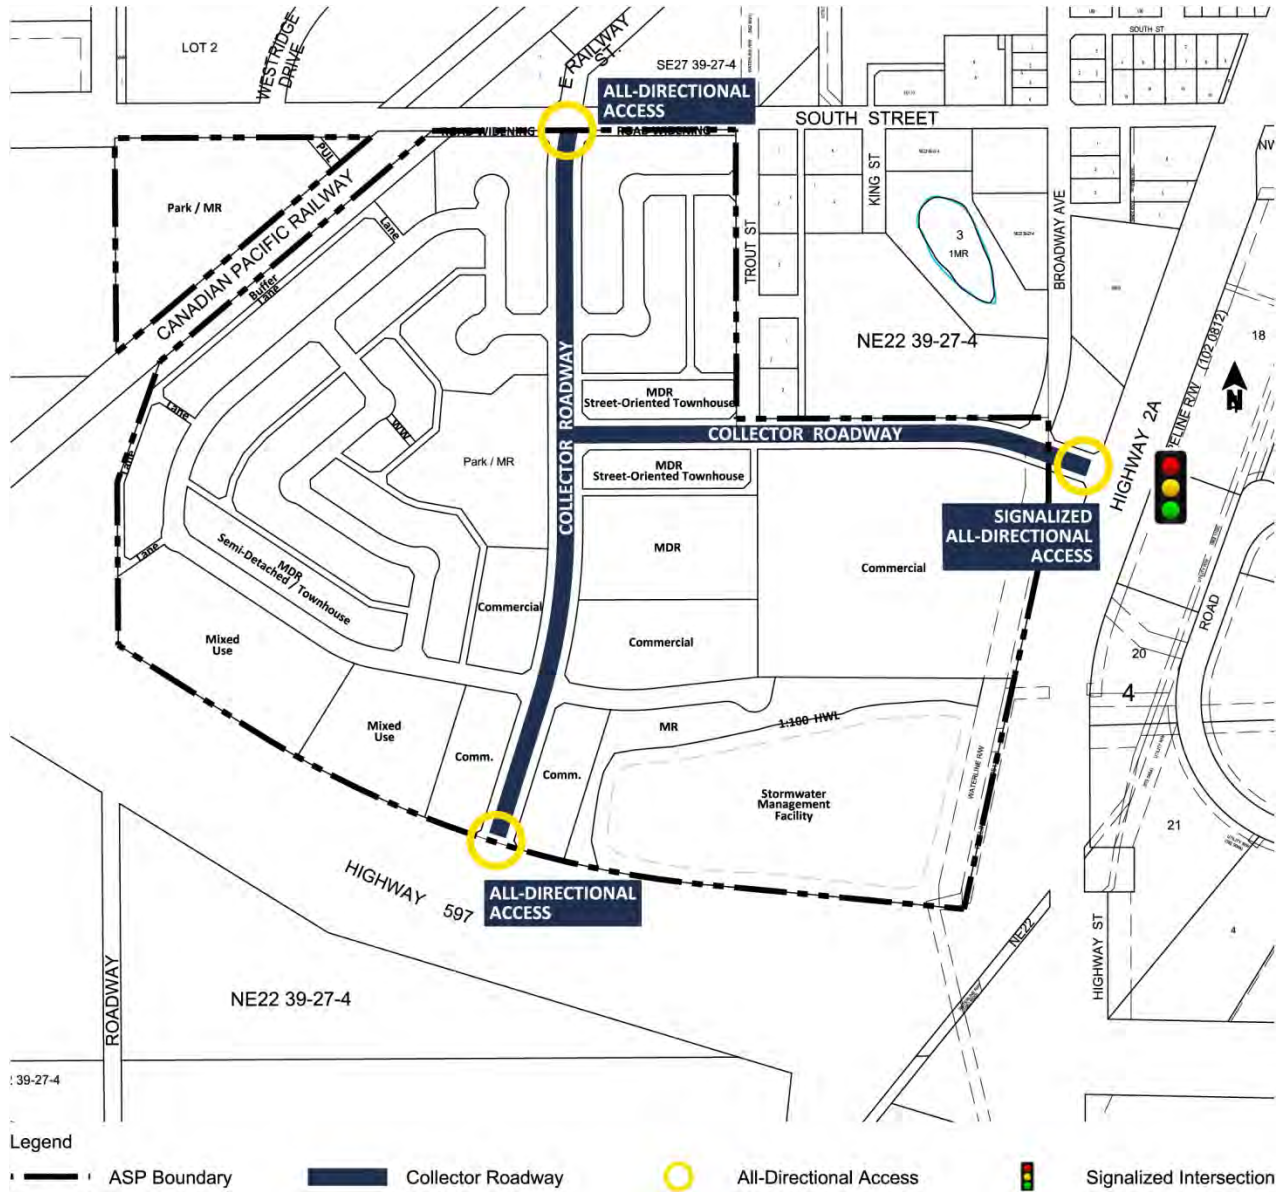 LOT 2
WESTRIDGE
DRIVE
E RAILWAY
ST.
SE27 39-27-4
SOUTH ST
ALL-DIRECTIONAL
ACCESS
ROAD WIDENING
ROAD WIDENING
SOUTH STREET
PUL
NW
Park / MR
CANADIAN PACIFIC RAILWAY
Lane
Buffer
Lane
TROUT ST
KING ST
BROADWAY AVE
3
1MR
NE22 39-27-4
18
ELINE R/W (102 0812)
N
HIGHWAY 2A
MDR
Street-Oriented Townhouse
COLLECTOR ROADWAY
COLLECTOR ROADWAY
Lane
Lane
Lane
W.W
Park / MR
MDR
Street-Oriented Townhouse
SIGNALIZED
ALL-DIRECTIONAL
ACCESS
MDR
Semi-Detached / Townhouse
MDR
Commercial
Commercial
Commercial
Mixed
Use
Mixed
Use
Comm.
Comm.
MR
1:100 HWL
WATERLINE R/W
Stormwater
Management
Facility
ROAD
20
4
21
4
ALL-DIRECTIONAL
ACCESS
HIGHWAY 597
NE22
HIGHWAY ST
ROADWAY
NE22 39-27-4
39-27-4
Legend
ASP Boundary
Collector Roadway
All-Directional Access
Signalized Intersection